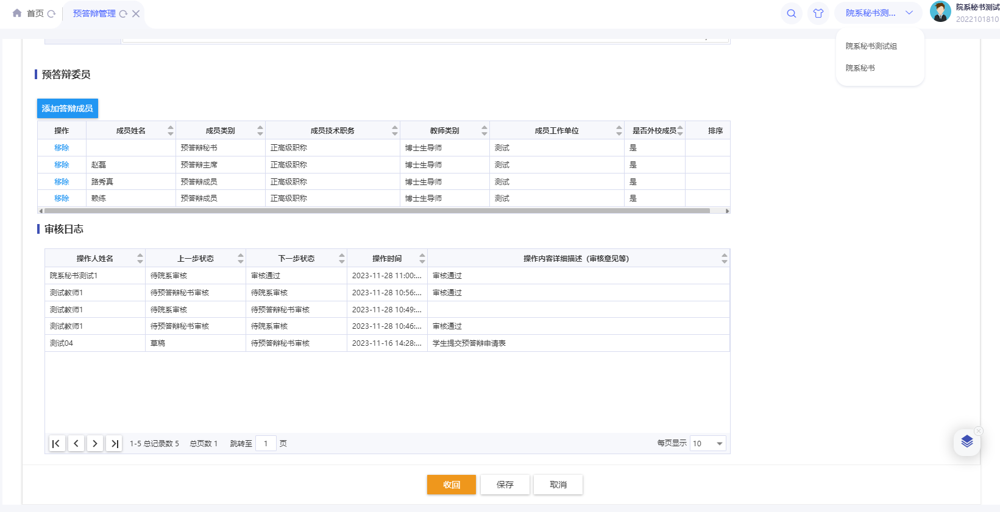 首页
预答辩管理
院系秘书测...
院系秘书测试
2022101810
院系秘书测试组
院系秘书
预答辩委员
添加答辩成员
操作 成员姓名 成员类别 成员技术职务 教师类别 成员工作单位 是否外校成员 排序
移除 预答辩秘书 正高级职称 博士生导师 测试 是
移除 赵磊 预答辩主席 正高级职称 博士生导师 测试 是
移除 路秀真 预答辩成员 正高级职称 博士生导师 测试 是
移除 赖练 预答辩成员 正高级职称 博士生导师 测试 是
审核日志
操作人姓名 上一步状态 下一步状态 操作时间 操作内容详细描述（审核意见等）
院系秘书测试1 待院系审核 审核通过 2023-11-28 11:00:... 审核通过
测试教师1 待预答辩秘书审核 待院系审核 2023-11-28 10:56:... 审核通过
测试教师1 待院系审核 待预答辩秘书审核 2023-11-28 10:49:...
测试教师1 待预答辩秘书审核 待院系审核 2023-11-28 10:46:... 审核通过
测试04 草稿 待预答辩秘书审核 2023-11-16 14:28:... 学生提交预答辩申请表
1-5 总记录数 5 总页数 1 跳转至 1 页 每页显示 10
收回 保存 取消